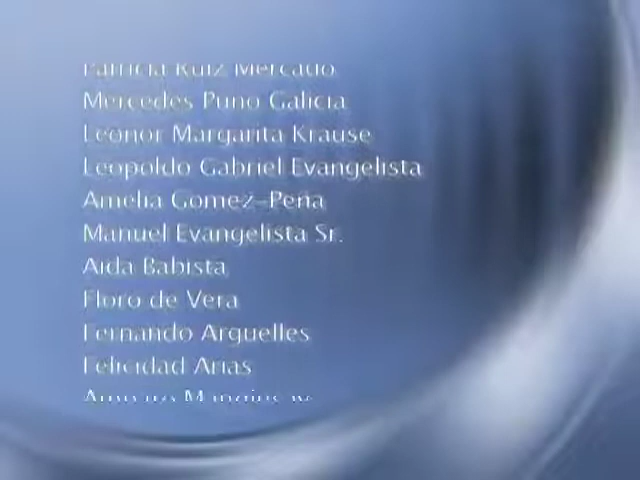 Patricia Ruiz Mercado
Mercedes Puno Galicia
Leonor Margarita Krause
Leopoldo Gabriel Evangelista
Amelia Gomez-Peña
Manuel Evangelista Sr.
Aida Babista
Floro de Vera
Fernando Arguelles
Felicidad Arias